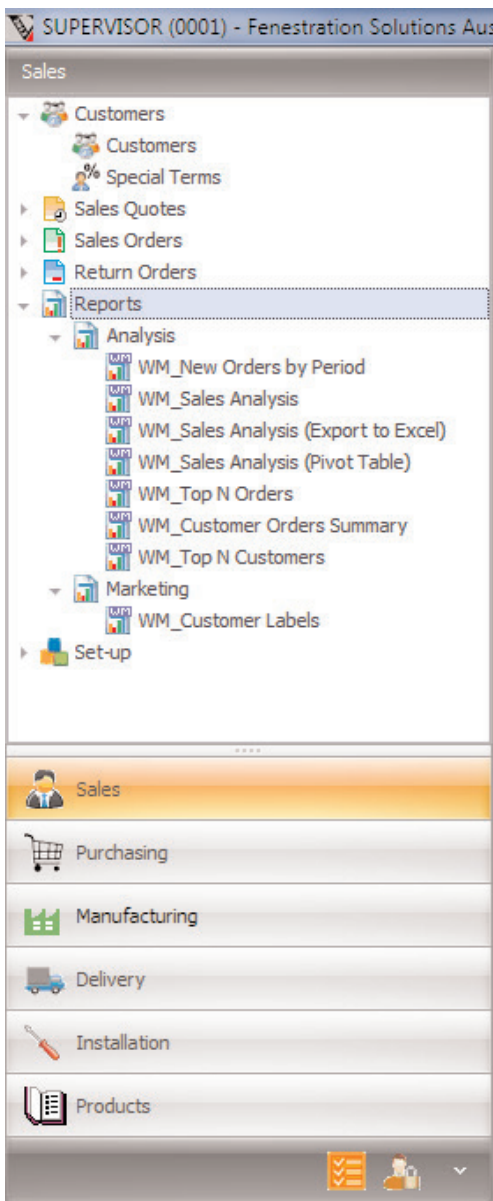 SUPERVISOR (0001) - Fenestration Solutions Aus
Sales
Customers
Customers
Special Terms
Sales Quotes
Sales Orders
Return Orders
Reports
Analysis
WM_New Orders by Period
WM_Sales Analysis
WM_Sales Analysis (Export to Excel)
WM_Sales Analysis (Pivot Table)
WM_Top N Orders
WM_Customer Orders Summary
WM_Top N Customers
Marketing
WM_Customer Labels
Set-up
Sales
Purchasing
Manufacturing
Delivery
Installation
Products